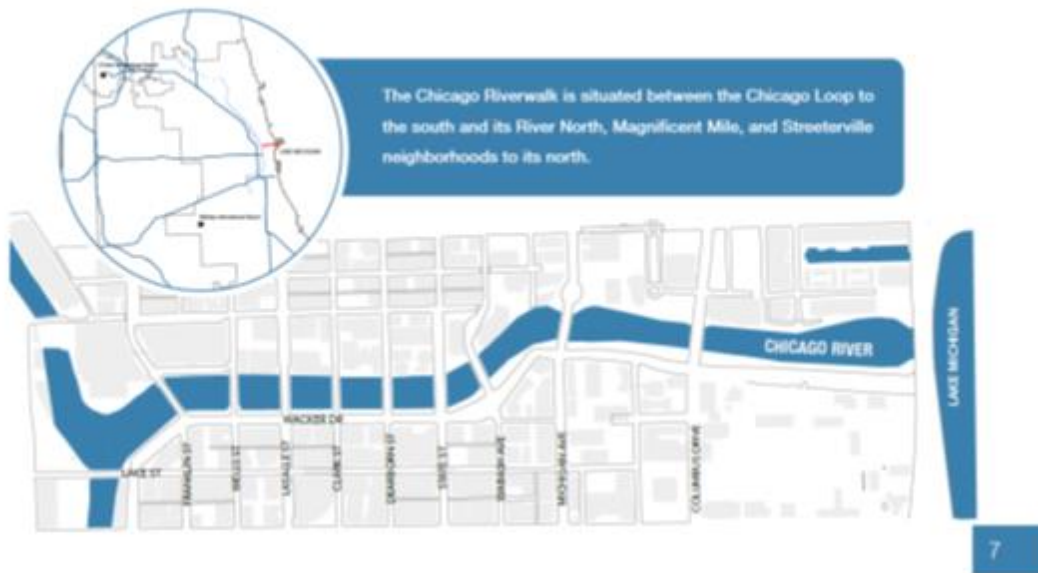 The Chicago Riverwalk is situated between the Chicago Loop to
the south and its River North, Magnificent Mile, and Streeterville
neighborhoods to its north.
CHICAGO RIVER
LAKE MICHIGAN
WACKER DR
LAKE ST
FRANKLIN ST
WELLS ST
LASALLE ST
CLARK ST
DEARBORN ST
STATE ST
WABASH AVE
MICHIGAN AVE
COLUMBUS DRIVE
7